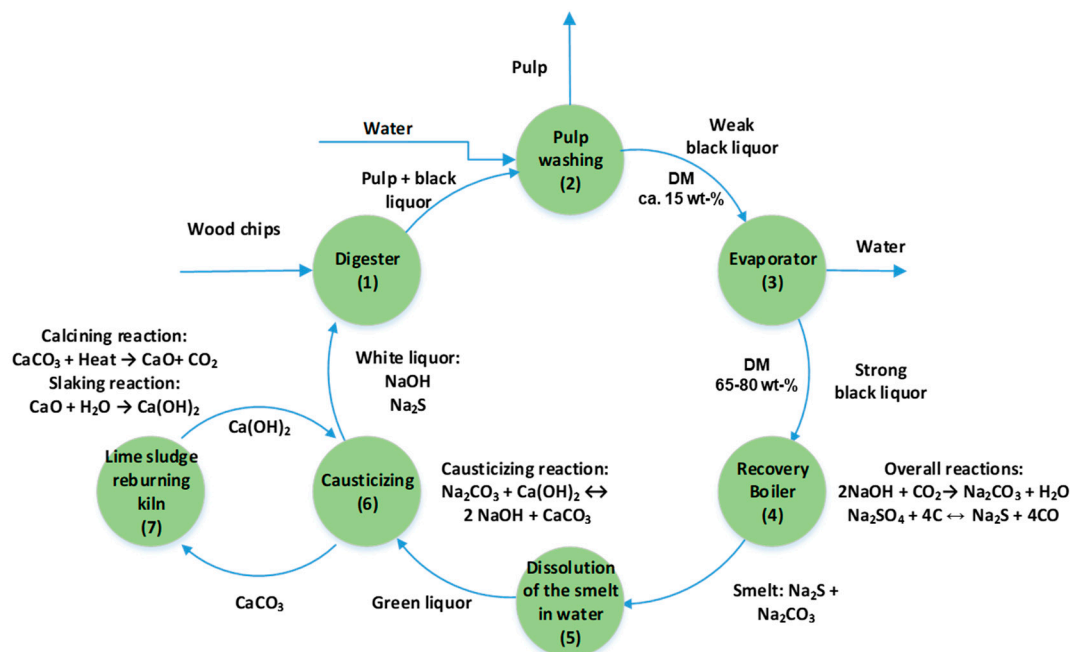 Pulp
Water
Pulp
washing
(2)
Weak
black liquor
DM
ca. 15 wt-%
Pulp + black
liquor
Wood chips
Digester
(1)
Evaporator
(3)
Water
Calcining reaction:
CaCO₃ + Heat → CaO+ CO₂
Slaking reaction:
CaO + H₂O → Ca(OH)₂
White liquor:
NaOH
Na₂S
DM
65-80 wt-%
Strong
black liquor
Ca(OH)₂
Lime sludge
reburning
kiln
(7)
Causticizing
(6)
Causticizing reaction:
Na₂CO₃ + Ca(OH)₂ ↔
2 NaOH + CaCO₃
Recovery
Boiler
(4)
Overall reactions:
2NaOH + CO₂→ Na₂CO₃ + H₂O
Na₂SO₄ + 4C ↔ Na₂S + 4CO
CaCO₃
Green liquor
Dissolution
of the smelt
in water
(5)
Smelt: Na₂S +
Na₂CO₃